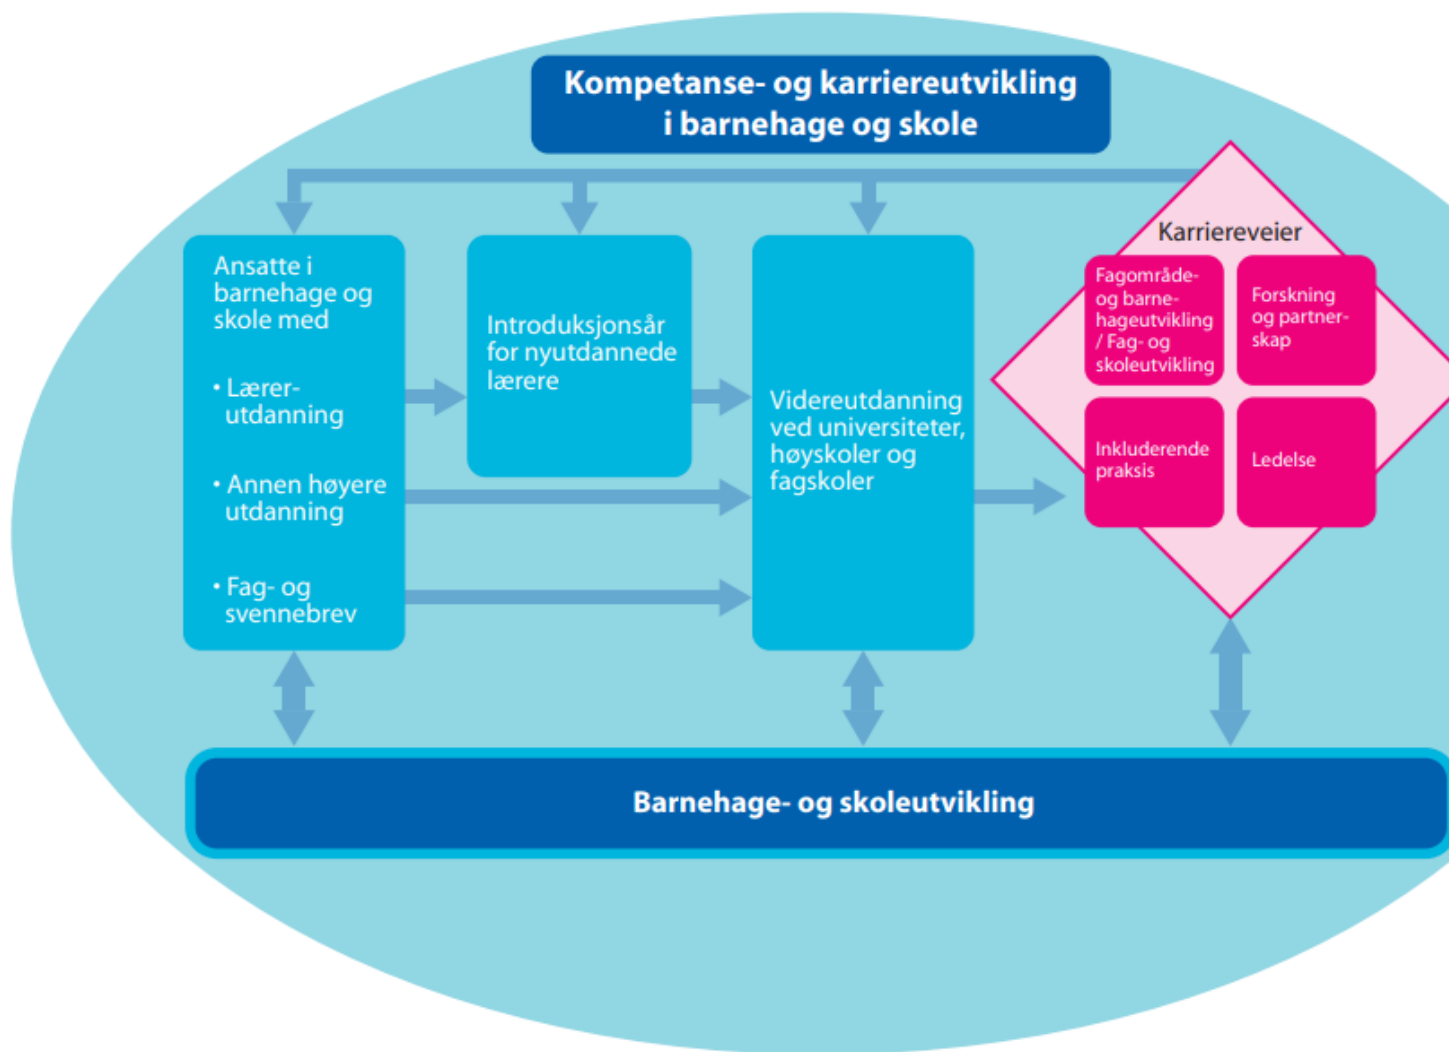 Kompetanse- og karriereutvikling
i barnehage og skole
Ansatte i
barnehage og
skole med
• Lærer-
utdanning
• Annen høyere
utdanning
• Fag- og
svennebrev
Introduksjonsår
for nyutdannede
lærere
Videreutdanning
ved universiteter,
høyskoler og
fagskoler
Karriereveier
Fagområde-
og barne-
hageutvikling
/ Fag- og
skoleutvikling
Forskning
og partner-
skap
Inkluderende
praksis
Ledelse
Barnehage- og skoleutvikling